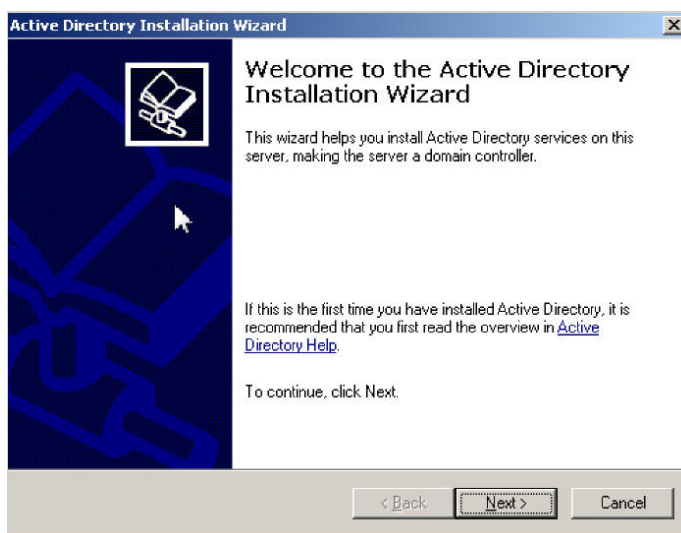 Active Directory Installation Wizard
Welcome to the Active Directory
Installation Wizard
This wizard helps you install Active Directory services on this
server, making the server a domain controller.
If this is the first time you have installed Active Directory, it is
recommended that you first read the overview in Active
Directory Help.
To continue, click Next.
< Back
Next >
Cancel